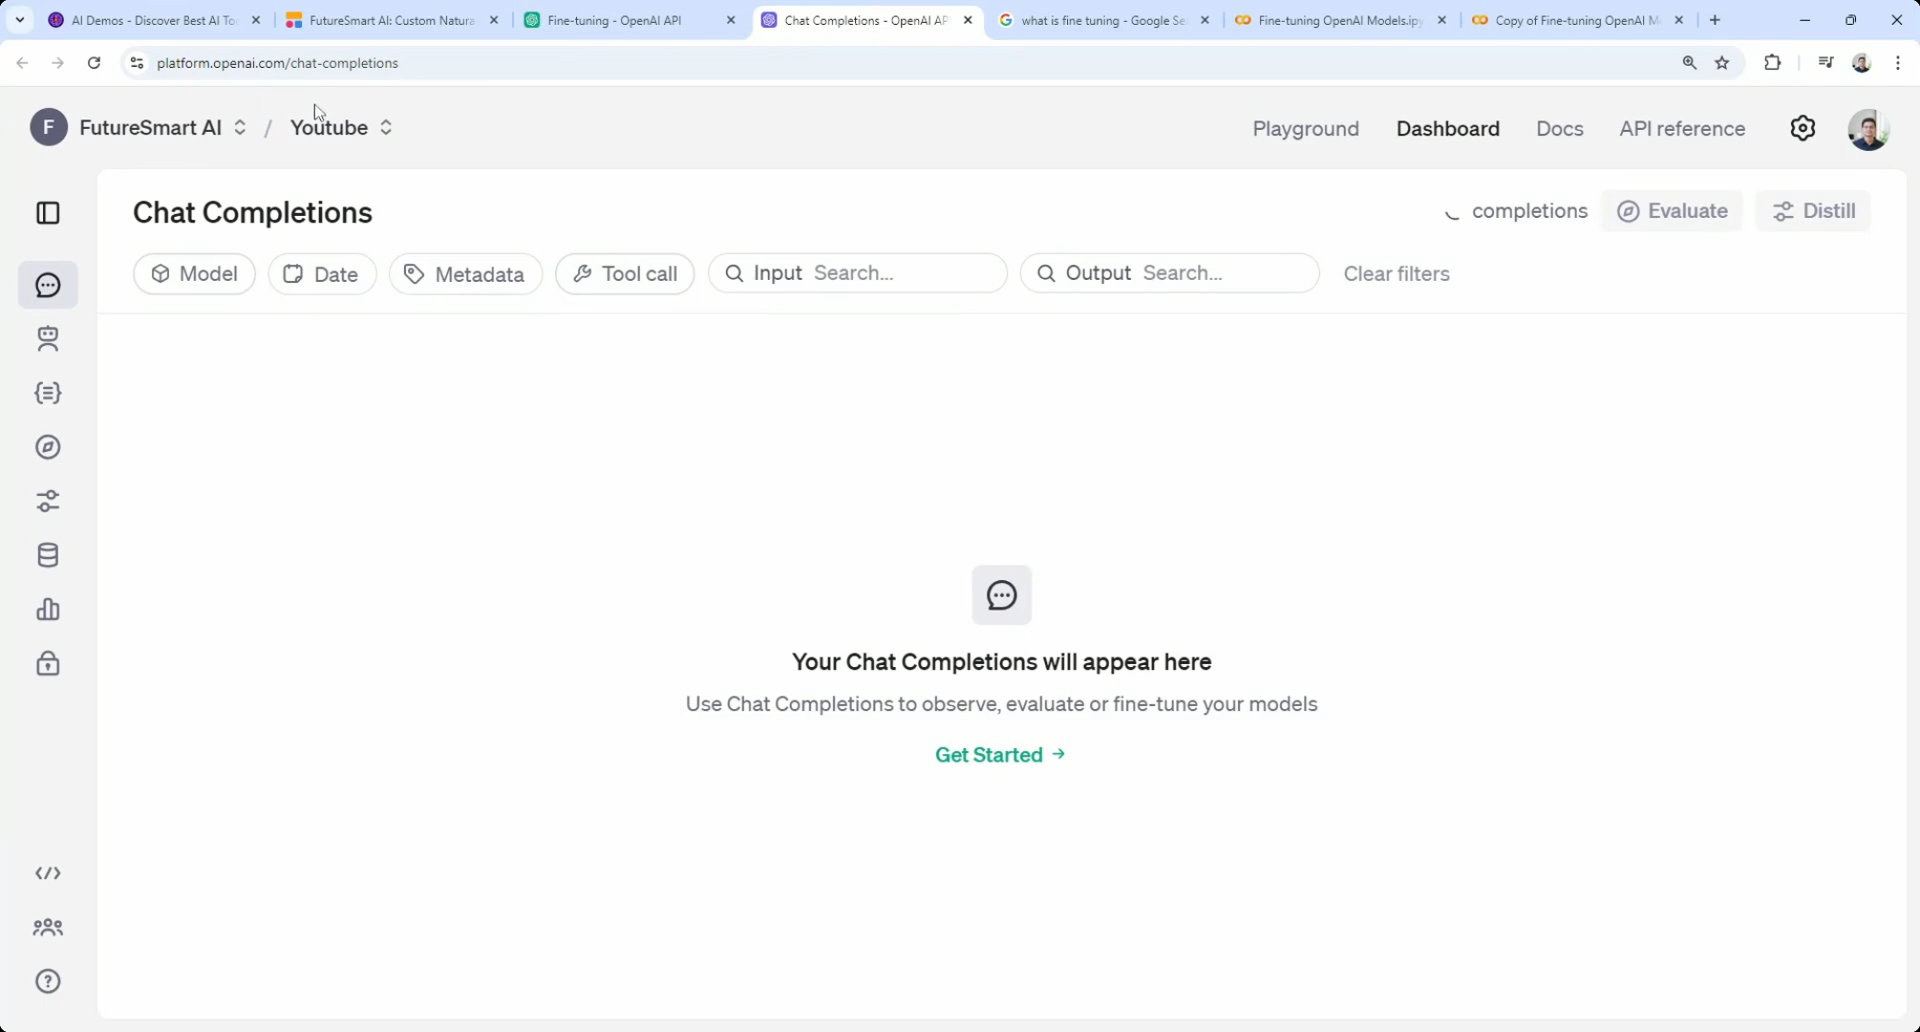 AI Demos - Discover Best AI To
FutureSmart AI: Custom Natura
Fine-tuning - OpenAI API
Chat Completions - OpenAI AP
what is fine tuning - Google Se
Fine-tuning OpenAI Models.ipy
Copy of Fine-tuning OpenAI M
platform.openai.com/chat-completions
F FutureSmart AI / Youtube
Playground Dashboard Docs API reference
Chat Completions
completions Evaluate Distill
Model Date Metadata Tool call Input Search... Output Search... Clear filters
Your Chat Completions will appear here
Use Chat Completions to observe, evaluate or fine-tune your models
Get Started →